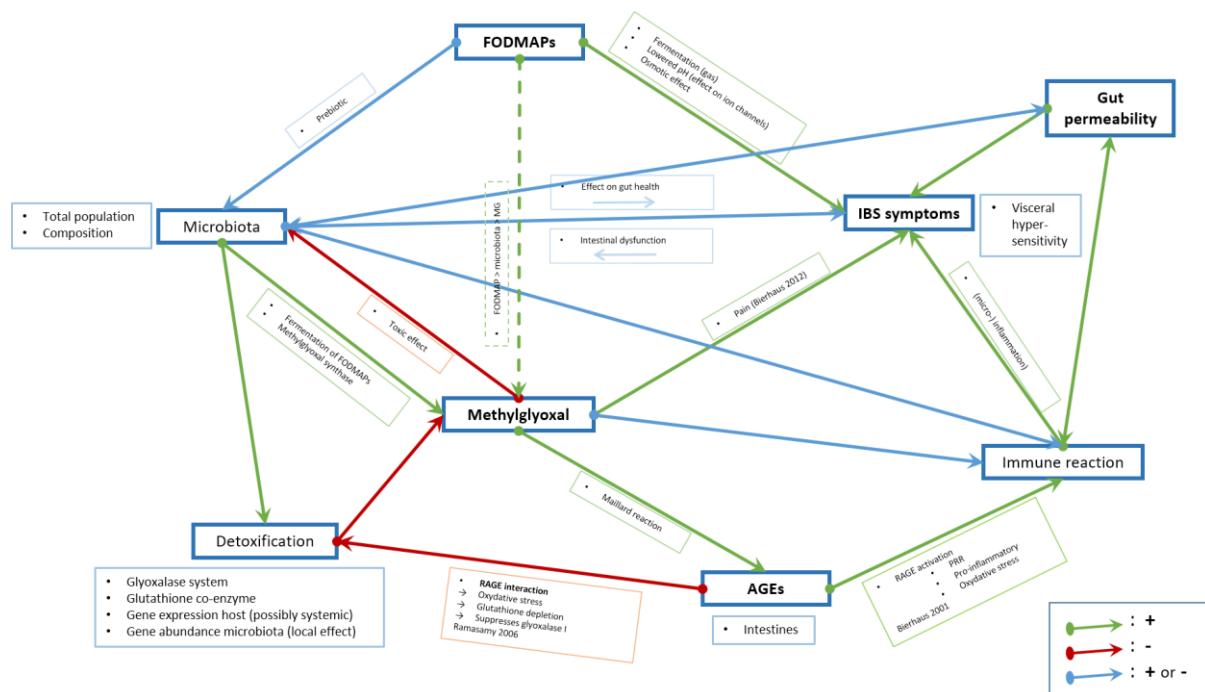 FODMAPs
• Fermentation (gas)
• Lowered pH (effect on ion channels)
• Osmotic effect
Gut
permeability
• Prebiotic
• Effect on gut health
• Total population
• Composition
Microbiota
IBS symptoms
• Visceral
hyper-
sensitivity
• Intestinal dysfunction
• FODMAP > microbiota > MG
• Pain (Bierhaus 2012)
• (micro-) inflammation)
• Toxic effect
• Fermentation of FODMAPs
• Methylglyoxal synthase
Methylglyoxal
Immune reaction
• Maillard reaction
Detoxification
• Glyoxalase system
• Glutathione co-enzyme
• Gene expression host (possibly systemic)
• Gene abundance microbiota (local effect)
• RAGE interaction
→ Oxydative stress
→ Glutathione depletion
→ Suppresses glyoxalase I
Ramasamy 2006
AGEs
• Intestines
• RAGE activation
• PRR
• Pro-inflammatory
• Oxydative stress
Bierhaus 2001
: +
: -
: + or -